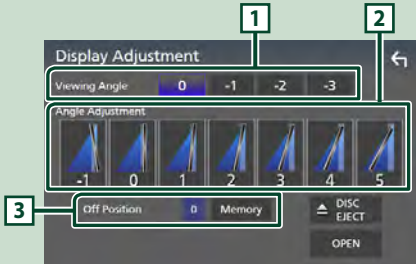 1
2
Display Adjustment
Viewing Angle 0 -1 -2 -3
Angle Adjustment
-1 0 1 2 3 4 5
3
Off Position 0 Memory
DISC EJECT
OPEN